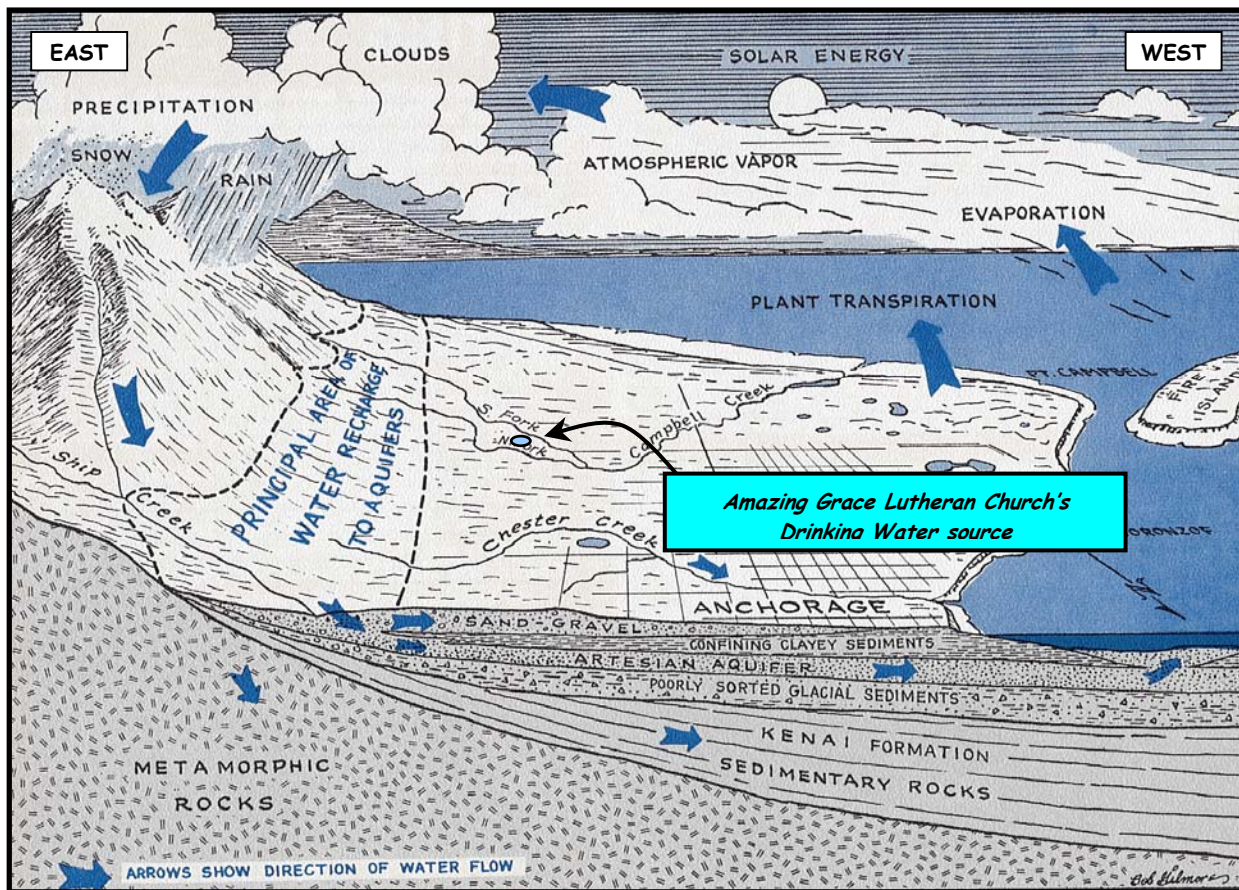 EAST
CLOUDS
SOLAR ENERGY
WEST
PRECIPITATION
SNOW
RAIN
ATMOSPHERIC VAPOR
EVAPORATION
PLANT TRANSPIRATION
PT. CAMPBELL
FIRE
ISLAND
PRINCIPAL AREA OF
WATER RECHARGE
TO AQUIFERS
S. Fork
N. Fork
Campbell Creek
Ship
Creek
Chester Creek
Amazing Grace Lutheran Church's
Drinkina Water source
ORONZOF
ANCHORAGE
SAND-GRAVEL
CONFINING CLAYEY SEDIMENTS
ARTESIAN AQUIFER
POORLY SORTED GLACIAL SEDIMENTS
KENAI FORMATION
SEDIMENTARY ROCKS
METAMORPHIC
ROCKS
ARROWS SHOW DIRECTION OF WATER FLOW
Bob Gilmore